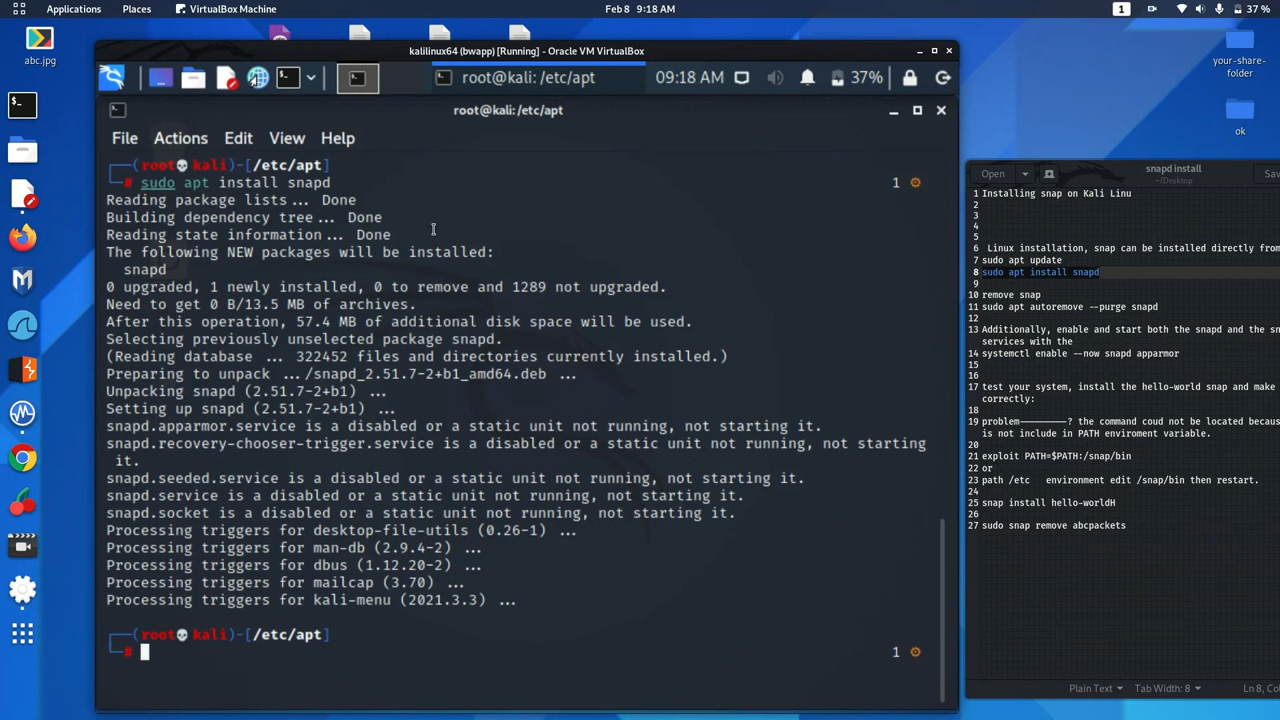 Applications Places VirtualBox Machine Feb 8 9:18 AM 1 37 %
abc.jpg
your-share-
folder
ok
kalilinux64 (bwapp) [Running] - Oracle VM VirtualBox
root@kali: /etc/apt 09:18 AM 37%
root@kali: /etc/apt
File Actions Edit View Help
(root💀kali)-[/etc/apt]
# sudo apt install snapd 1
Reading package lists... Done
Building dependency tree... Done
Reading state information... Done
The following NEW packages will be installed:
snapd
0 upgraded, 1 newly installed, 0 to remove and 1289 not upgraded.
Need to get 0 B/13.5 MB of archives.
After this operation, 57.4 MB of additional disk space will be used.
Selecting previously unselected package snapd.
(Reading database ... 322452 files and directories currently installed.)
Preparing to unpack .../snapd_2.51.7-2+b1_amd64.deb ...
Unpacking snapd (2.51.7-2+b1) ...
Setting up snapd (2.51.7-2+b1) ...
snapd.apparmor.service is a disabled or a static unit not running, not starting it.
snapd.recovery-chooser-trigger.service is a disabled or a static unit not running, not starting
it.
snapd.seeded.service is a disabled or a static unit not running, not starting it.
snapd.service is a disabled or a static unit not running, not starting it.
snapd.socket is a disabled or a static unit not running, not starting it.
Processing triggers for desktop-file-utils (0.26-1) ...
Processing triggers for man-db (2.9.4-2) ...
Processing triggers for dbus (1.12.20-2) ...
Processing triggers for mailcap (3.70) ...
Processing triggers for kali-menu (2021.3.3) ...
(root💀kali)-[/etc/apt]
# 1
snapd install
Open ~/Desktop Sav
1 Installing snap on Kali Linu
2
3
4
5
6 Linux installation, snap can be installed directly from
7 sudo apt update
8 sudo apt install snapd
9
10 remove snap
11 sudo apt autoremove --purge snapd
12
13 Additionally, enable and start both the snapd and the sn
services with the
14 systemctl enable --now snapd apparmor
15
16
17 test your system, install the hello-world snap and make
correctly:
18
19 problem————————? the command coud not be located becaus
is not include in PATH enviroment variable.
20
21 exploit PATH=$PATH:/snap/bin
22 or
23 path /etc environment edit /snap/bin then restart.
24
25 snap install hello-worldH
26
27 sudo snap remove abcpackets
Plain Text Tab Width: 8 Ln 8, Co